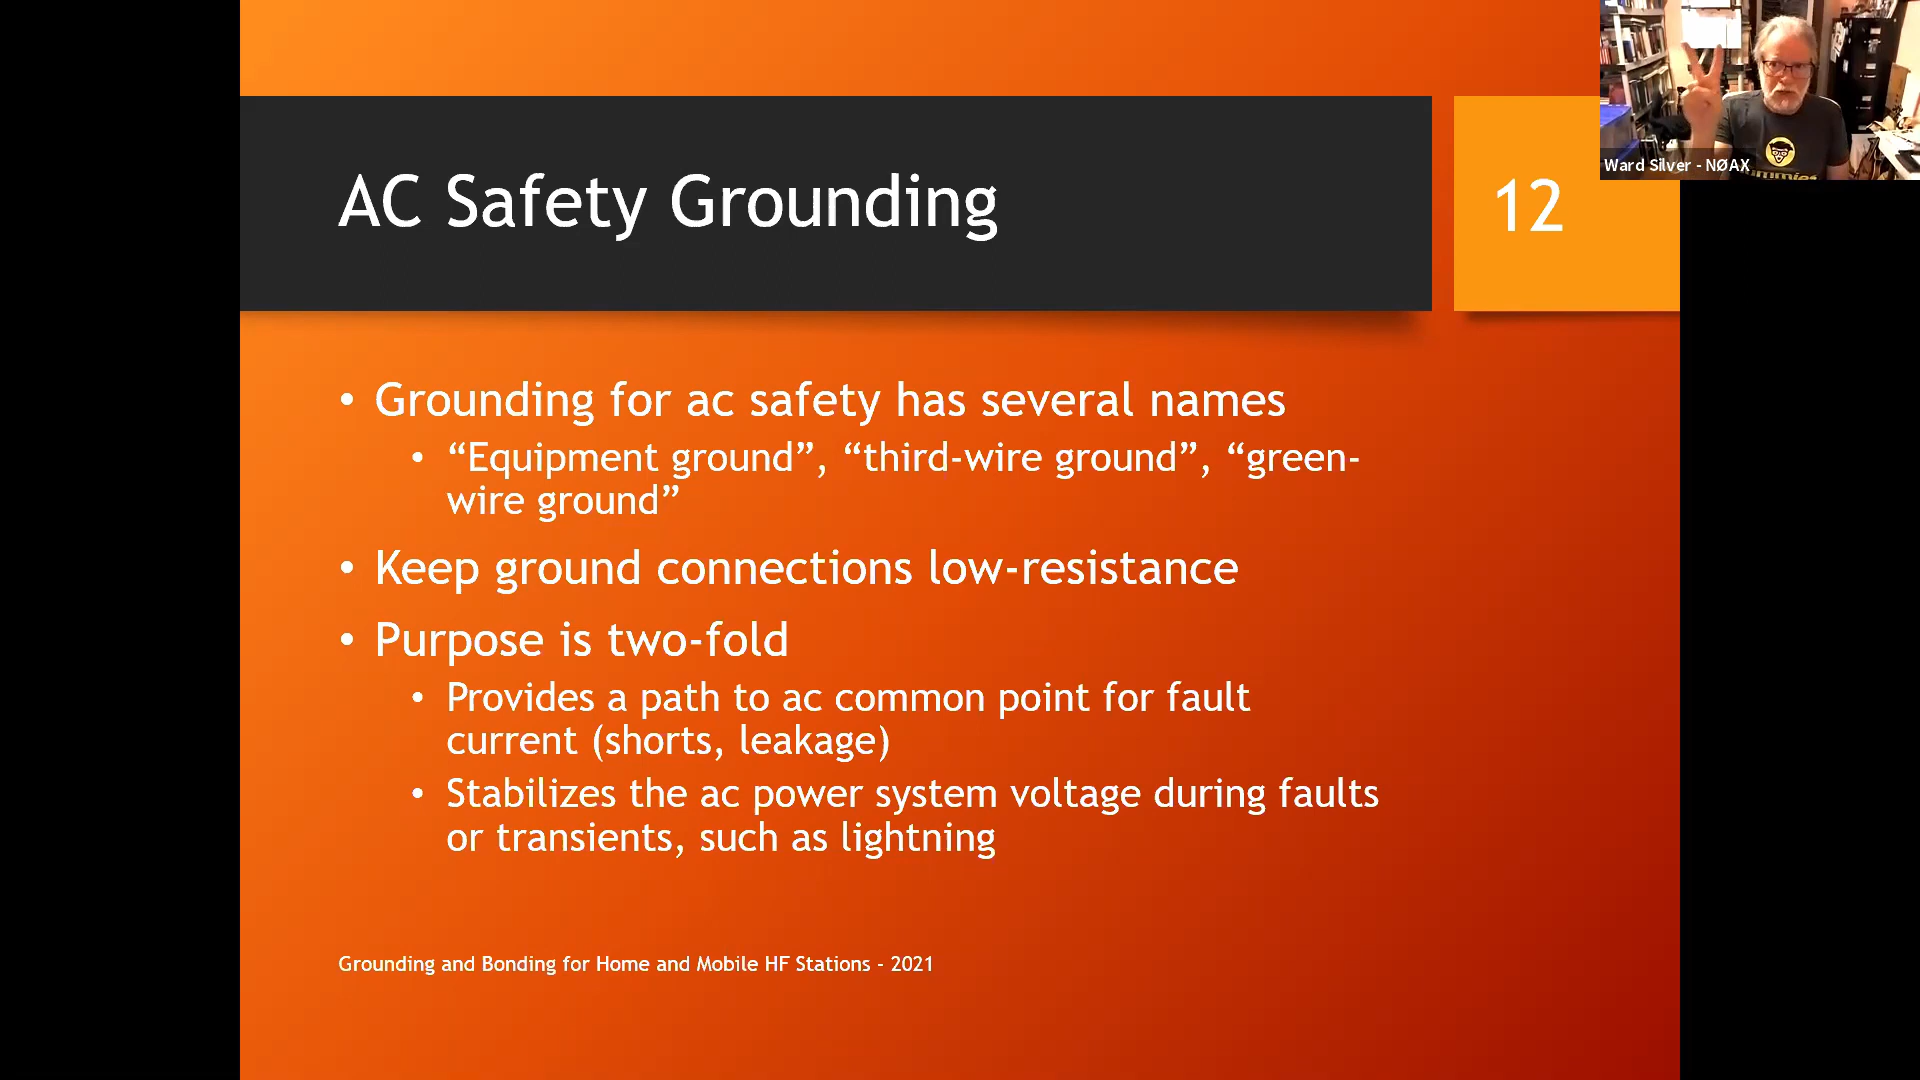 AC Safety Grounding
12
Ward Silver - NØAX
• Grounding for ac safety has several names
• “Equipment ground”, “third-wire ground”, “green-
wire ground”
• Keep ground connections low-resistance
• Purpose is two-fold
• Provides a path to ac common point for fault
current (shorts, leakage)
• Stabilizes the ac power system voltage during faults
or transients, such as lightning
Grounding and Bonding for Home and Mobile HF Stations - 2021